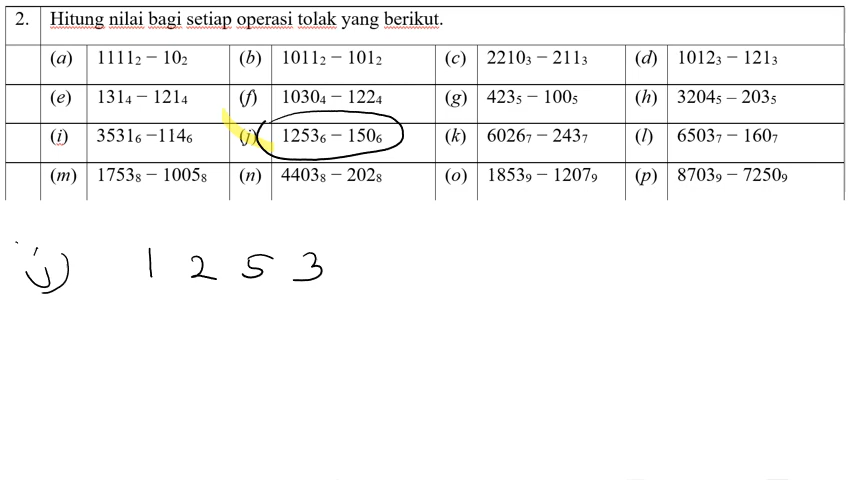 2. Hitung nilai bagi setiap operasi tolak yang berikut.
(a) 1111₂ − 10₂ (b) 1011₂ − 101₂ (c) 2210₃ − 211₃ (d) 1012₃ − 121₃
(e) 131₄ − 121₄ (f) 1030₄ − 122₄ (g) 423₅ − 100₅ (h) 3204₅ – 203₅
(i) 3531₆ −114₆ (j) 1253₆ − 150₆ (k) 6026₇ − 243₇ (l) 6503₇ − 160₇
(m) 1753₈ − 1005₈ (n) 4403₈ − 202₈ (o) 1853₉ − 1207₉ (p) 8703₉ − 7250₉
j) 1 2 5 3